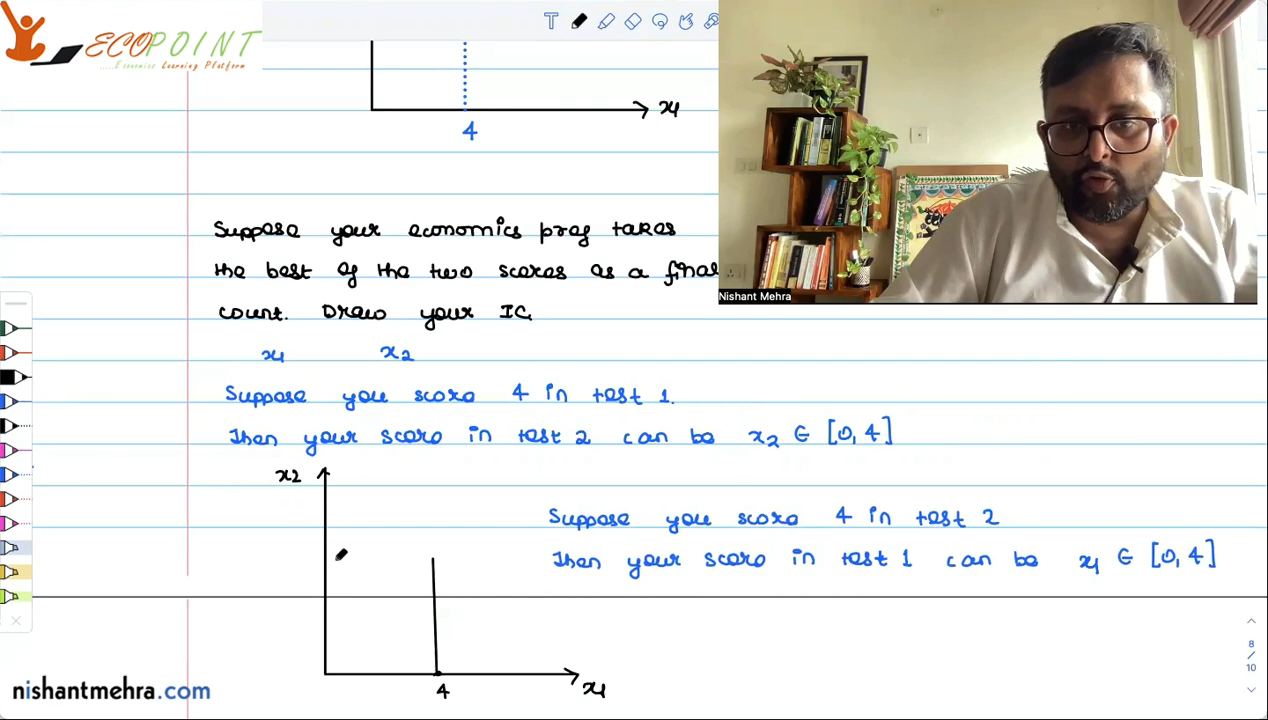 ECOPOINT
.....Economics Learning Platform
T
x1
4
Suppose your economics prof takes
the best of the two scores as a final
count. Draw your IC.
Nishant Mehra
x1 x2
Suppose you score 4 in test 1.
Then your score in test 2 can be x2 ∈ [0, 4]
x2
Suppose you score 4 in test 2
Then your score in test 1 can be x1 ∈ [0, 4]
4
x1
8
/
10
nishantmehra.com